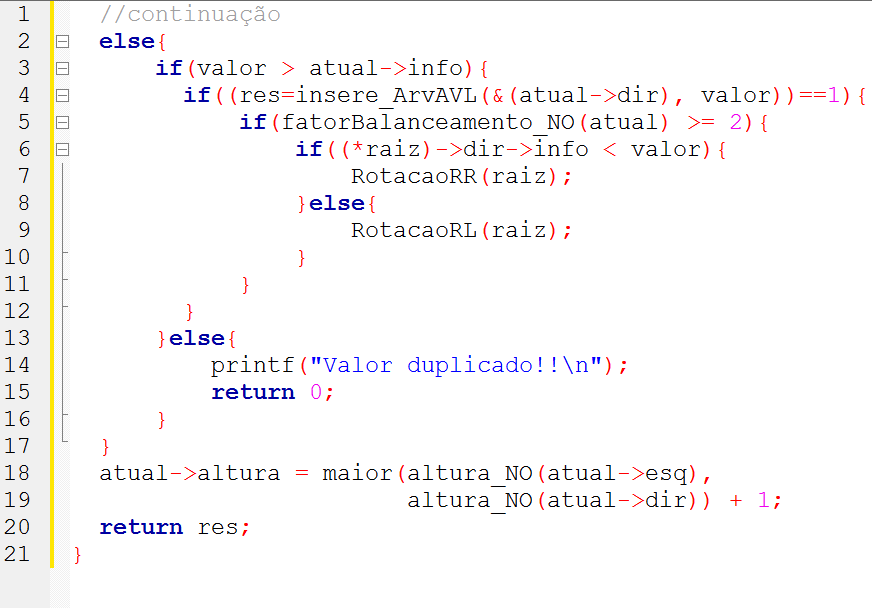 1 //continuação
2 else{
3 if(valor > atual->info){
4 if((res=insere_ArvAVL(&(atual->dir), valor))==1){
5 if(fatorBalanceamento_NO(atual) >= 2){
6 if((*raiz)->dir->info < valor){
7 RotacaoRR(raiz);
8 }else{
9 RotacaoRL(raiz);
10 }
11 }
12 }
13 }else{
14 printf("Valor duplicado!!\n");
15 return 0;
16 }
17 }
18 atual->altura = maior(altura_NO(atual->esq),
19 altura_NO(atual->dir)) + 1;
20 return res;
21 }